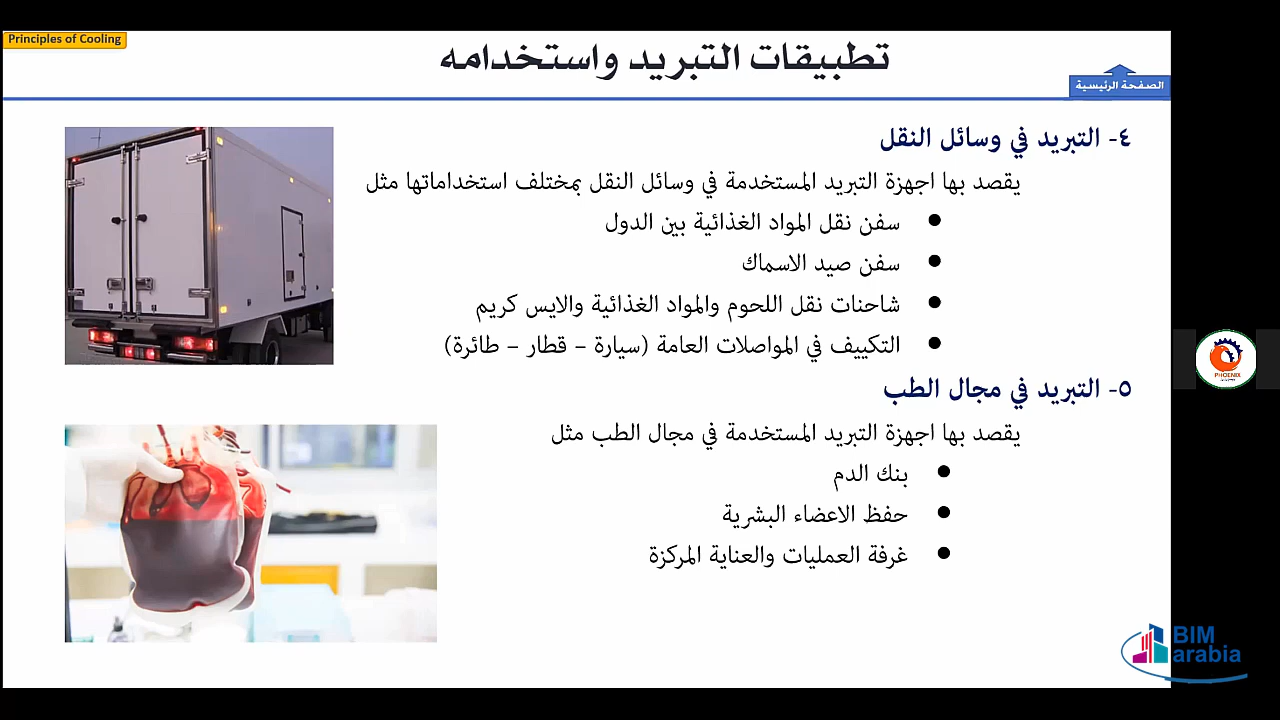 Principles of Cooling
تطبيقات التبريد واستخدامه
الصفحة الرئيسية
٤- التبريد في وسائل النقل
يقصد بها اجهزة التبريد المستخدمة في وسائل النقل بمختلف استخداماتها مثل
● سفن نقل المواد الغذائية بين الدول
● سفن صيد الاسماك
● شاحنات نقل اللحوم والمواد الغذائية والايس كريم
● التكييف في المواصلات العامة (سيارة – قطار – طائرة)
٥- التبريد في مجال الطب
يقصد بها اجهزة التبريد المستخدمة في مجال الطب مثل
● بنك الدم
● حفظ الاعضاء البشرية
● غرفة العمليات والعناية المركزة
PHOENIX
BIM
arabia